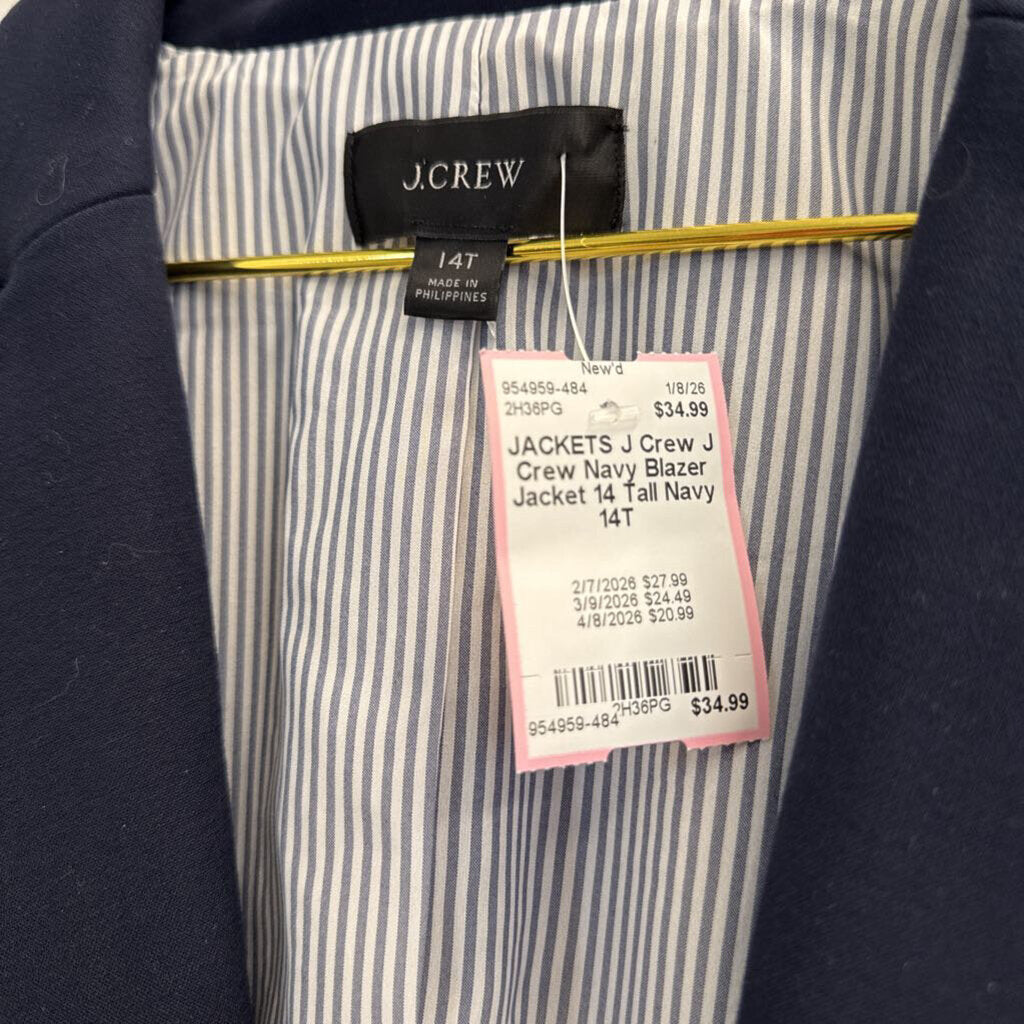 J.CREW
14T
MADE IN
PHILIPPINES
New'd
954959-484 1/8/26
2H36PG $34.99
JACKETS J Crew J
Crew Navy Blazer
Jacket 14 Tall Navy
14T
2/7/2026 $27.99
3/9/2026 $24.49
4/8/2026 $20.99
954959-484 2H36PG $34.99